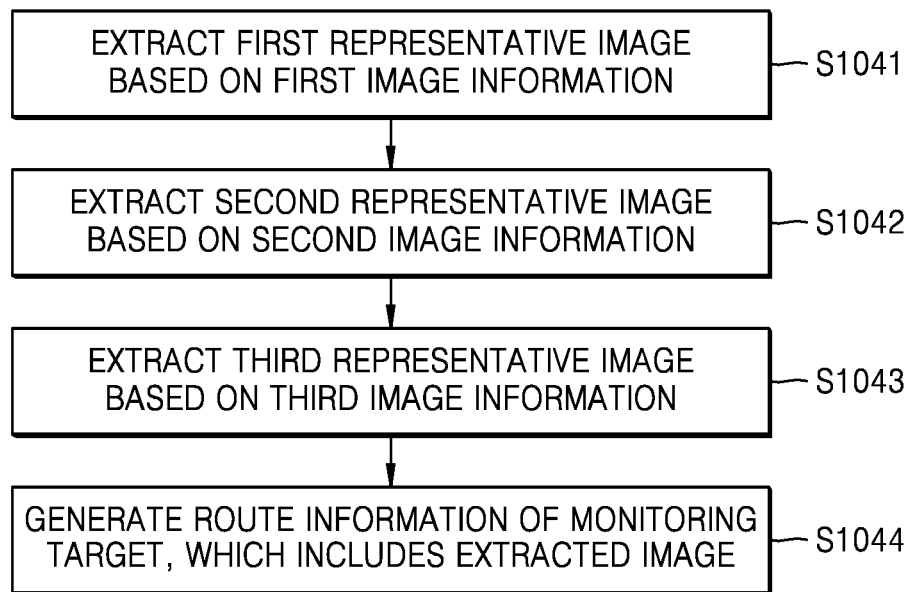 EXTRACT FIRST REPRESENTATIVE IMAGE
BASED ON FIRST IMAGE INFORMATION
S1041
EXTRACT SECOND REPRESENTATIVE IMAGE
BASED ON SECOND IMAGE INFORMATION
S1042
EXTRACT THIRD REPRESENTATIVE IMAGE
BASED ON THIRD IMAGE INFORMATION
S1043
GENERATE ROUTE INFORMATION OF MONITORING
TARGET, WHICH INCLUDES EXTRACTED IMAGE
S1044